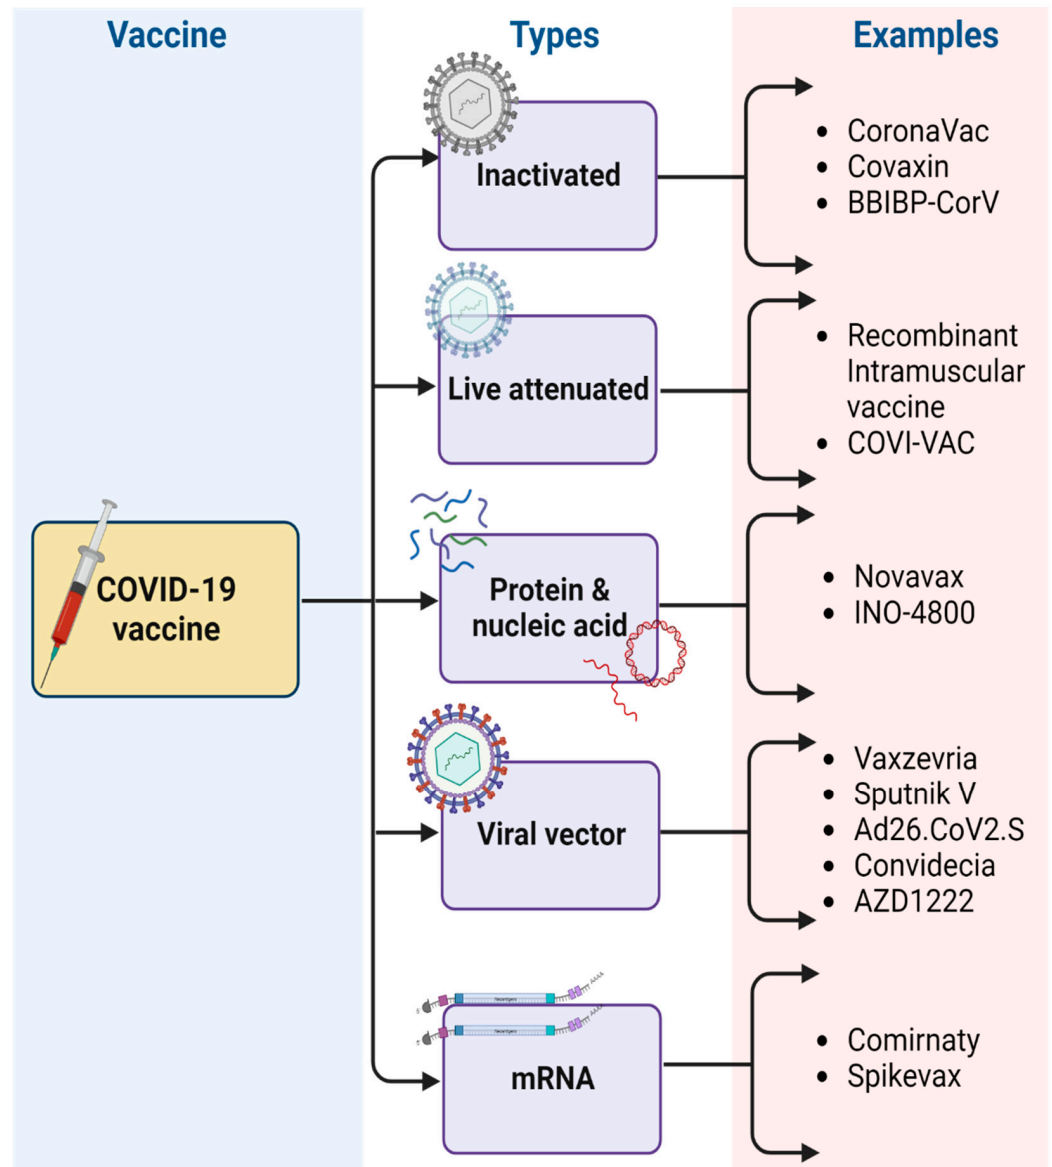 Vaccine
Types
Examples
Inactivated
• CoronaVac
• Covaxin
• BBIBP-CorV
Live attenuated
• Recombinant
Intramuscular
vaccine
• COVI-VAC
COVID-19
vaccine
Protein &
nucleic acid
• Novavax
• INO-4800
Viral vector
• Vaxzevria
• Sputnik V
• Ad26.CoV2.S
• Convidecia
• AZD1222
mRNA
• Comirnaty
• Spikevax